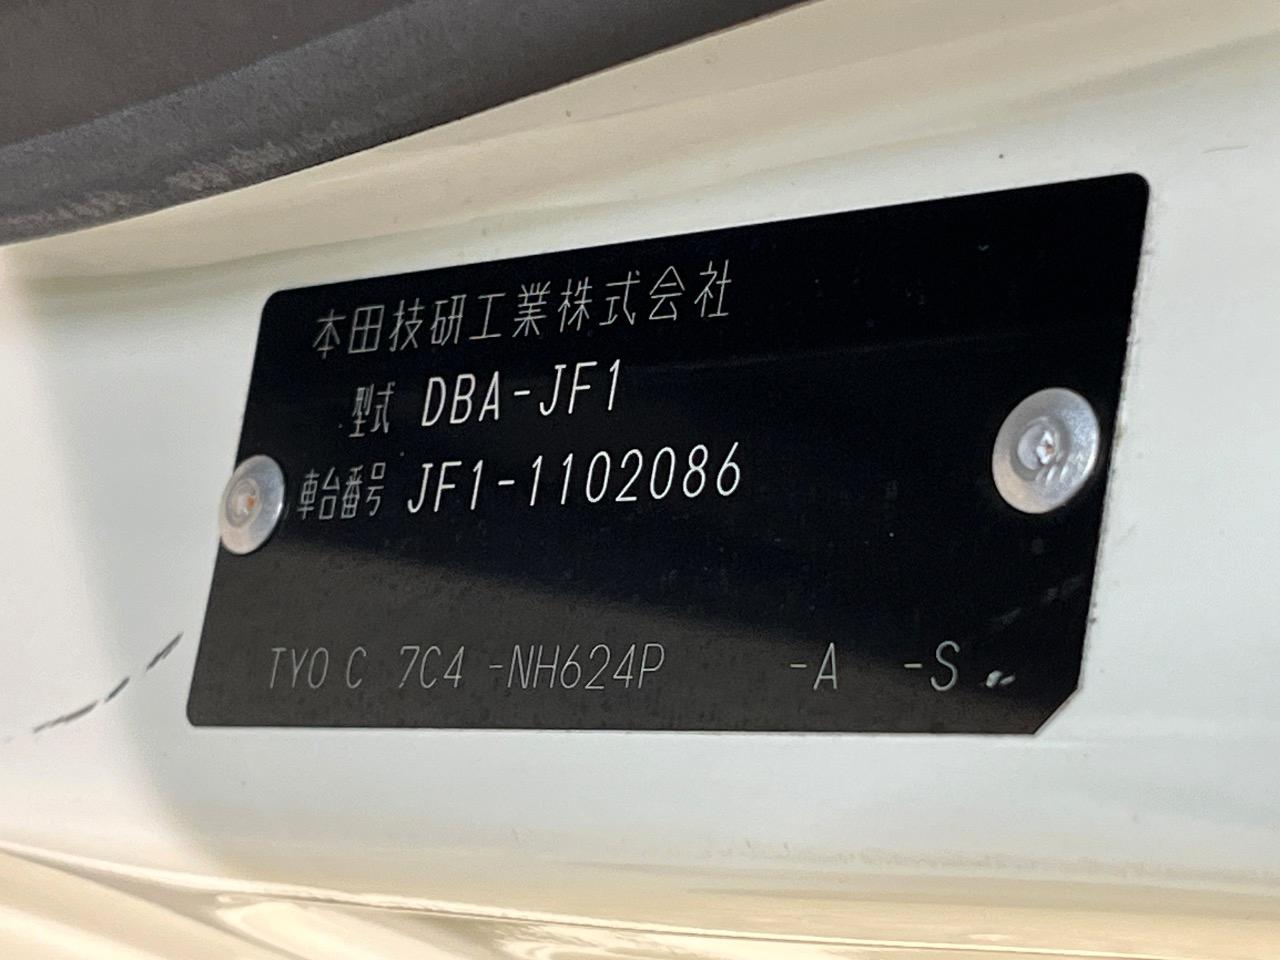 本田技研工業株式会社
型式 DBA-JF1
車台番号 JF1-1102086
TY0 C 7C4 -NH624P -A -S